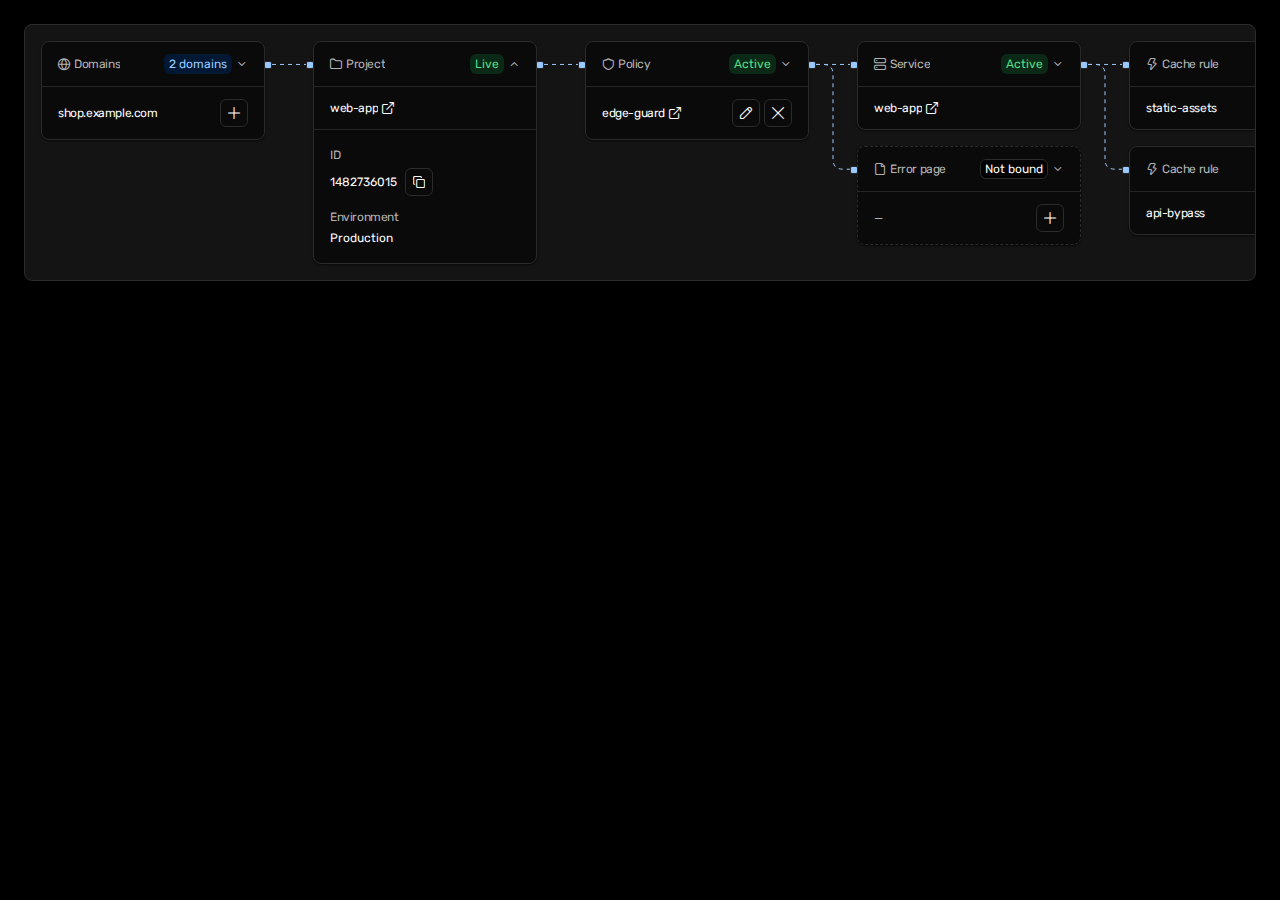 Domains
2 domains
shop.example.com
Project
Live
web-app
ID
1482736015
Environment
Production
Policy
Active
edge-guard
Service
Active
web-app
Error page
Not bound
–
Cache rule
static-assets
Cache rule
api-bypass